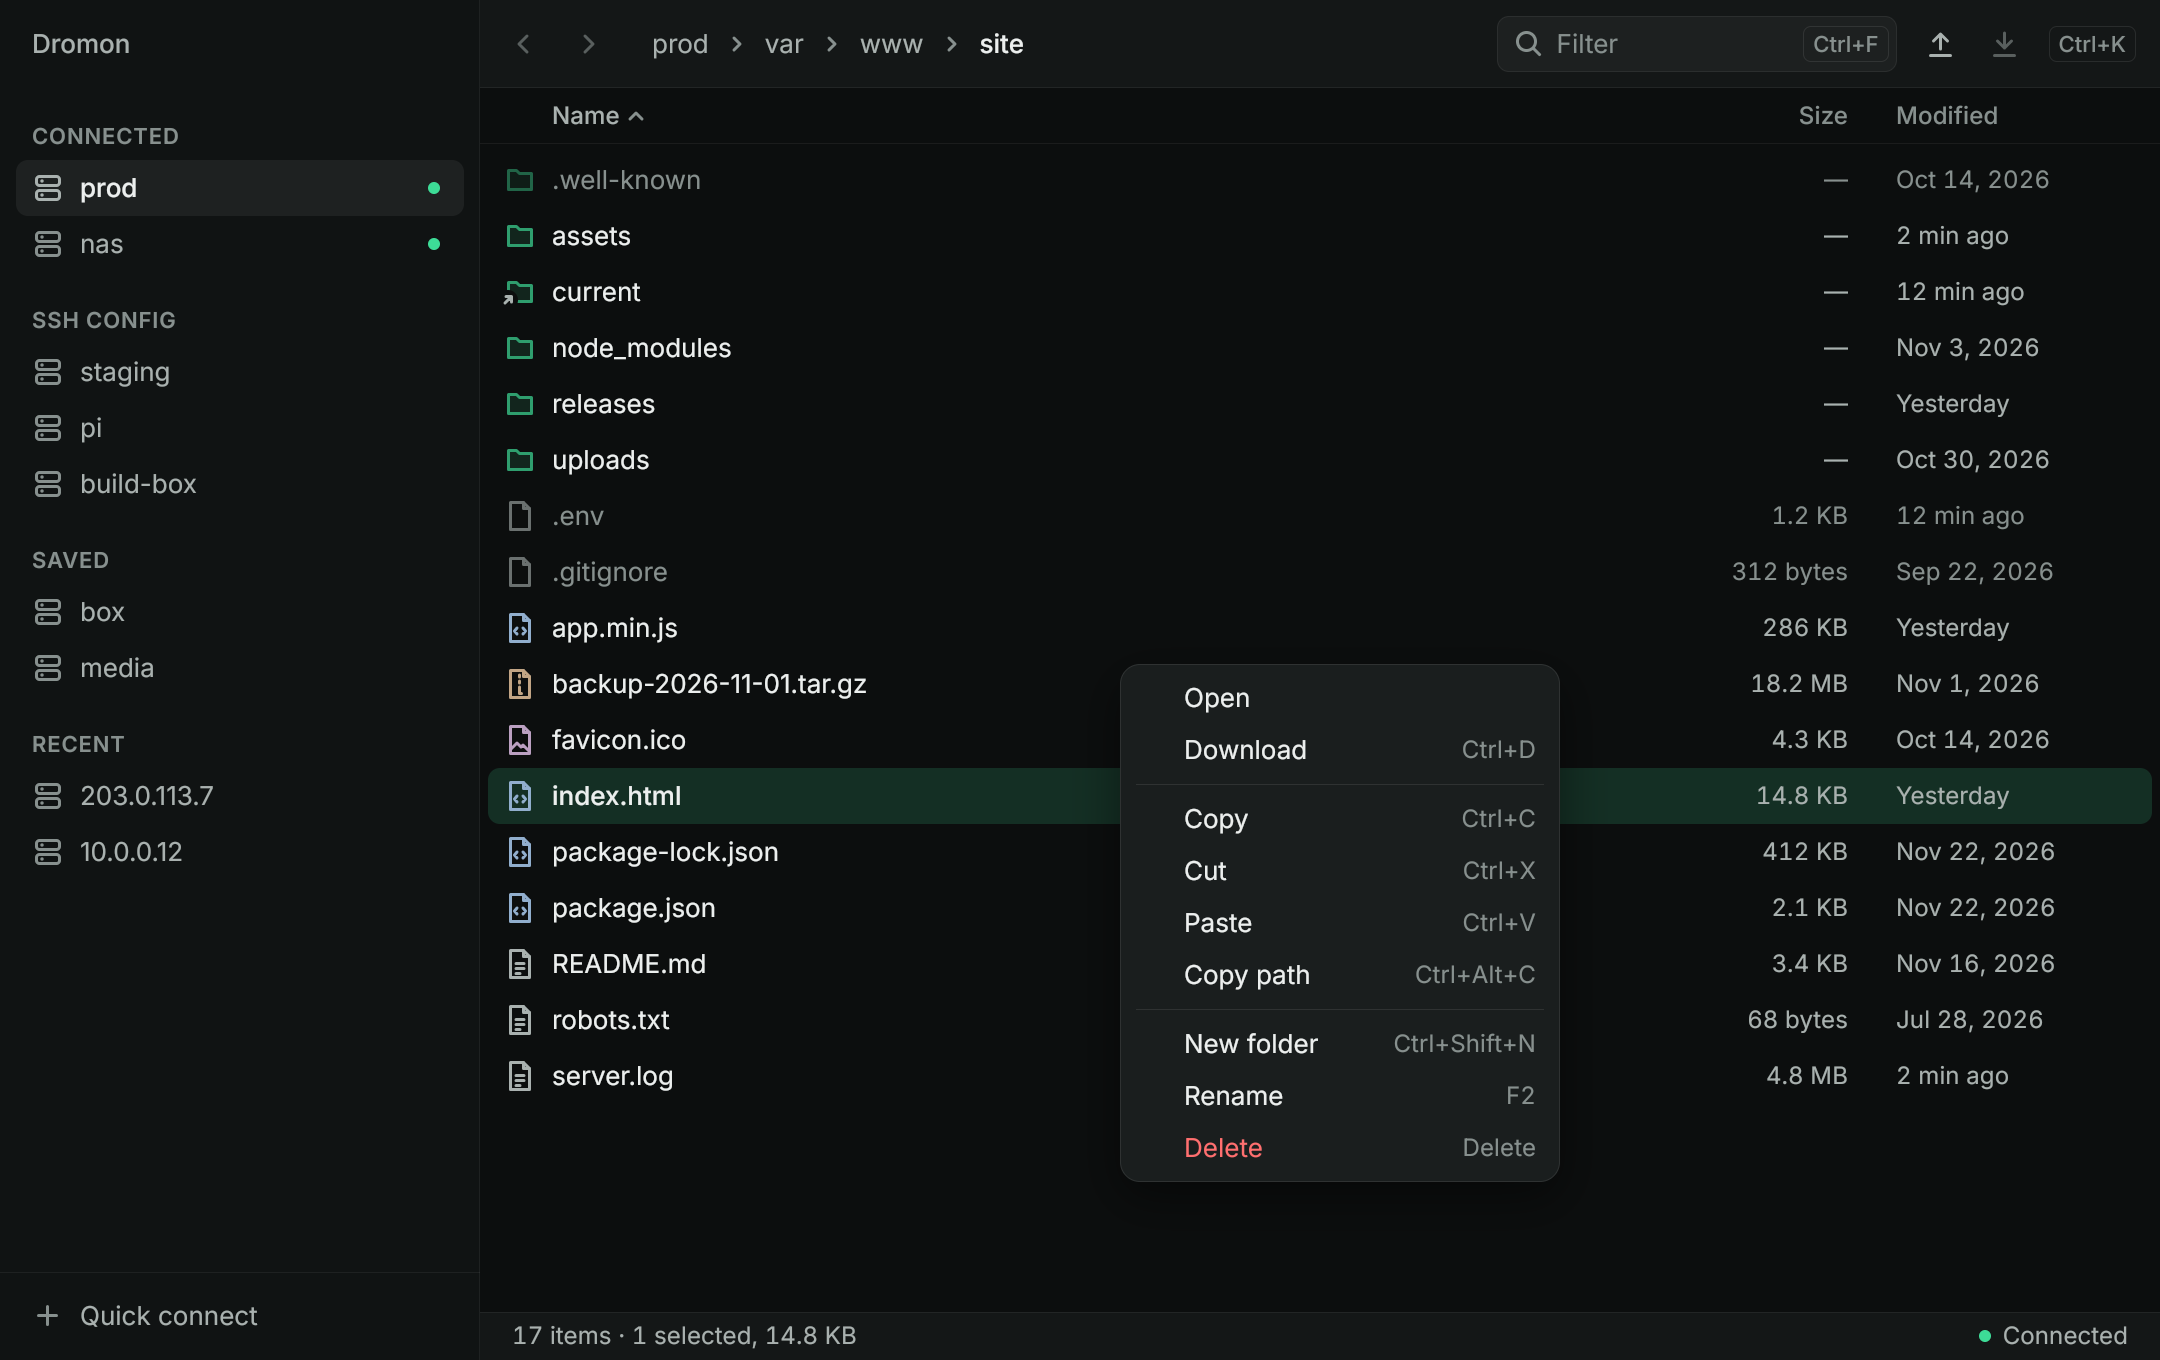 Dromon
CONNECTED
prod
nas
SSH CONFIG
staging
pi
build-box
SAVED
box
media
RECENT
203.0.113.7
10.0.0.12
Quick connect
prod > var > www > site
Filter Ctrl+F
Ctrl+K
Name Size Modified
.well-known — Oct 14, 2026
assets — 2 min ago
current — 12 min ago
node_modules — Nov 3, 2026
releases — Yesterday
uploads — Oct 30, 2026
.env 1.2 KB 12 min ago
.gitignore 312 bytes Sep 22, 2026
app.min.js 286 KB Yesterday
backup-2026-11-01.tar.gz 18.2 MB Nov 1, 2026
favicon.ico 4.3 KB Oct 14, 2026
index.html 14.8 KB Yesterday
package-lock.json 412 KB Nov 22, 2026
package.json 2.1 KB Nov 22, 2026
README.md 3.4 KB Nov 16, 2026
robots.txt 68 bytes Jul 28, 2026
server.log 4.8 MB 2 min ago
Open
Download Ctrl+D
Copy Ctrl+C
Cut Ctrl+X
Paste Ctrl+V
Copy path Ctrl+Alt+C
New folder Ctrl+Shift+N
Rename F2
Delete Delete
17 items · 1 selected, 14.8 KB
Connected